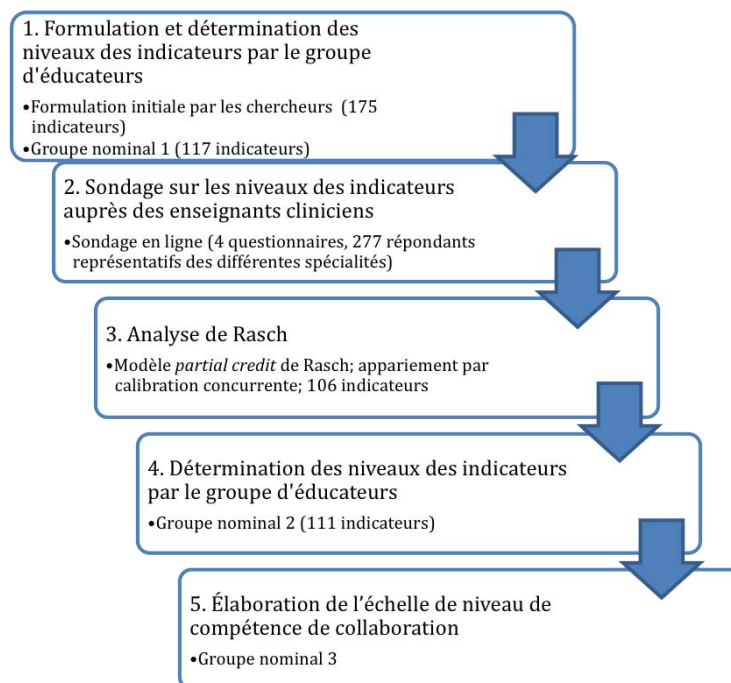 1. Formulation et détermination des
niveaux des indicateurs par le groupe
d'éducateurs
•Formulation initiale par les chercheurs (175
indicateurs)
•Groupe nominal 1 (117 indicateurs)
2. Sondage sur les niveaux des indicateurs
auprès des enseignants cliniciens
•Sondage en ligne (4 questionnaires, 277 répondants
représentatifs des différentes spécialités)
3. Analyse de Rasch
•Modèle partial credit de Rasch; appariement par
calibration concurrente; 106 indicateurs
4. Détermination des niveaux des indicateurs
par le groupe d'éducateurs
•Groupe nominal 2 (111 indicateurs)
5. Élaboration de l’échelle de niveau de
compétence de collaboration
•Groupe nominal 3